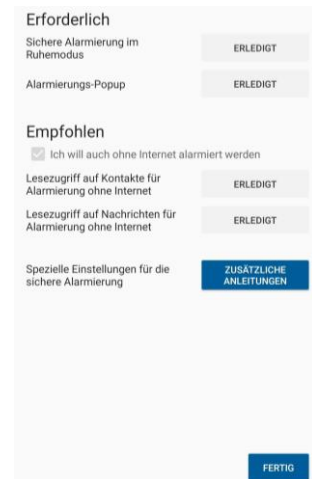 Erforderlich
Sichere Alarmierung im
Ruhemodus
ERLEDIGT
Alarmierungs-Popup
ERLEDIGT
Empfohlen
Ich will auch ohne Internet alarmiert werden
Lesezugriff auf Kontakte für
Alarmierung ohne Internet
ERLEDIGT
Lesezugriff auf Nachrichten für
Alarmierung ohne Internet
ERLEDIGT
Spezielle Einstellungen für die
sichere Alarmierung
ZUSÄTZLICHE
ANLEITUNGEN
FERTIG